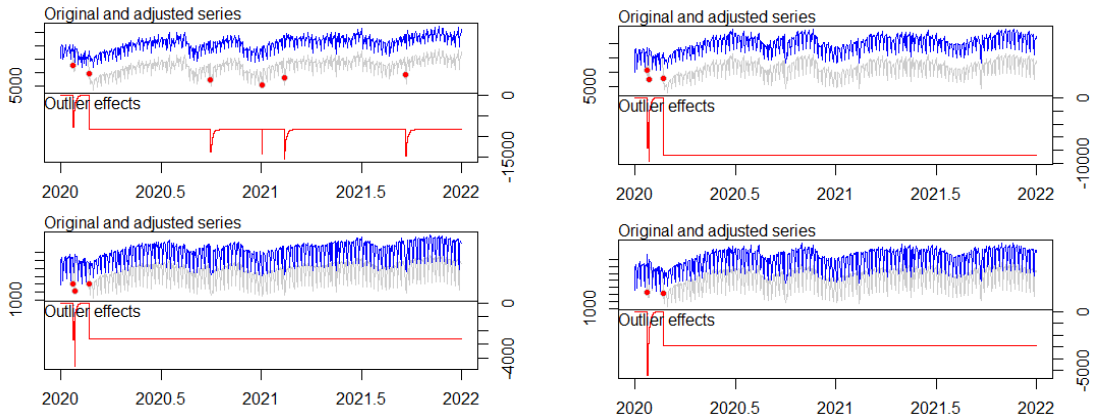 Original and adjusted series
5000
Outlier effects
0
-15000
2020 2020.5 2021 2021.5 2022
Original and adjusted series
5000
Outlier effects
0
-10000
2020 2020.5 2021 2021.5 2022
Original and adjusted series
1000
Outlier effects
0
-4000
2020 2020.5 2021 2021.5 2022
Original and adjusted series
1000
Outlier effects
0
-5000
2020 2020.5 2021 2021.5 2022